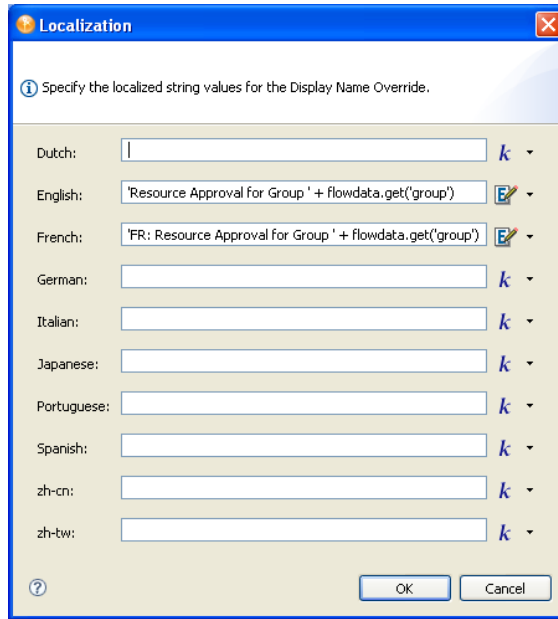 Localization
Specify the localized string values for the Display Name Override.
Dutch:
k
English: 'Resource Approval for Group ' + flowdata.get('group')
E
French: 'FR: Resource Approval for Group ' + flowdata.get('group')
E
German:
k
Italian:
k
Japanese:
k
Portuguese:
k
Spanish:
k
zh-cn:
k
zh-tw:
k
?
OK Cancel